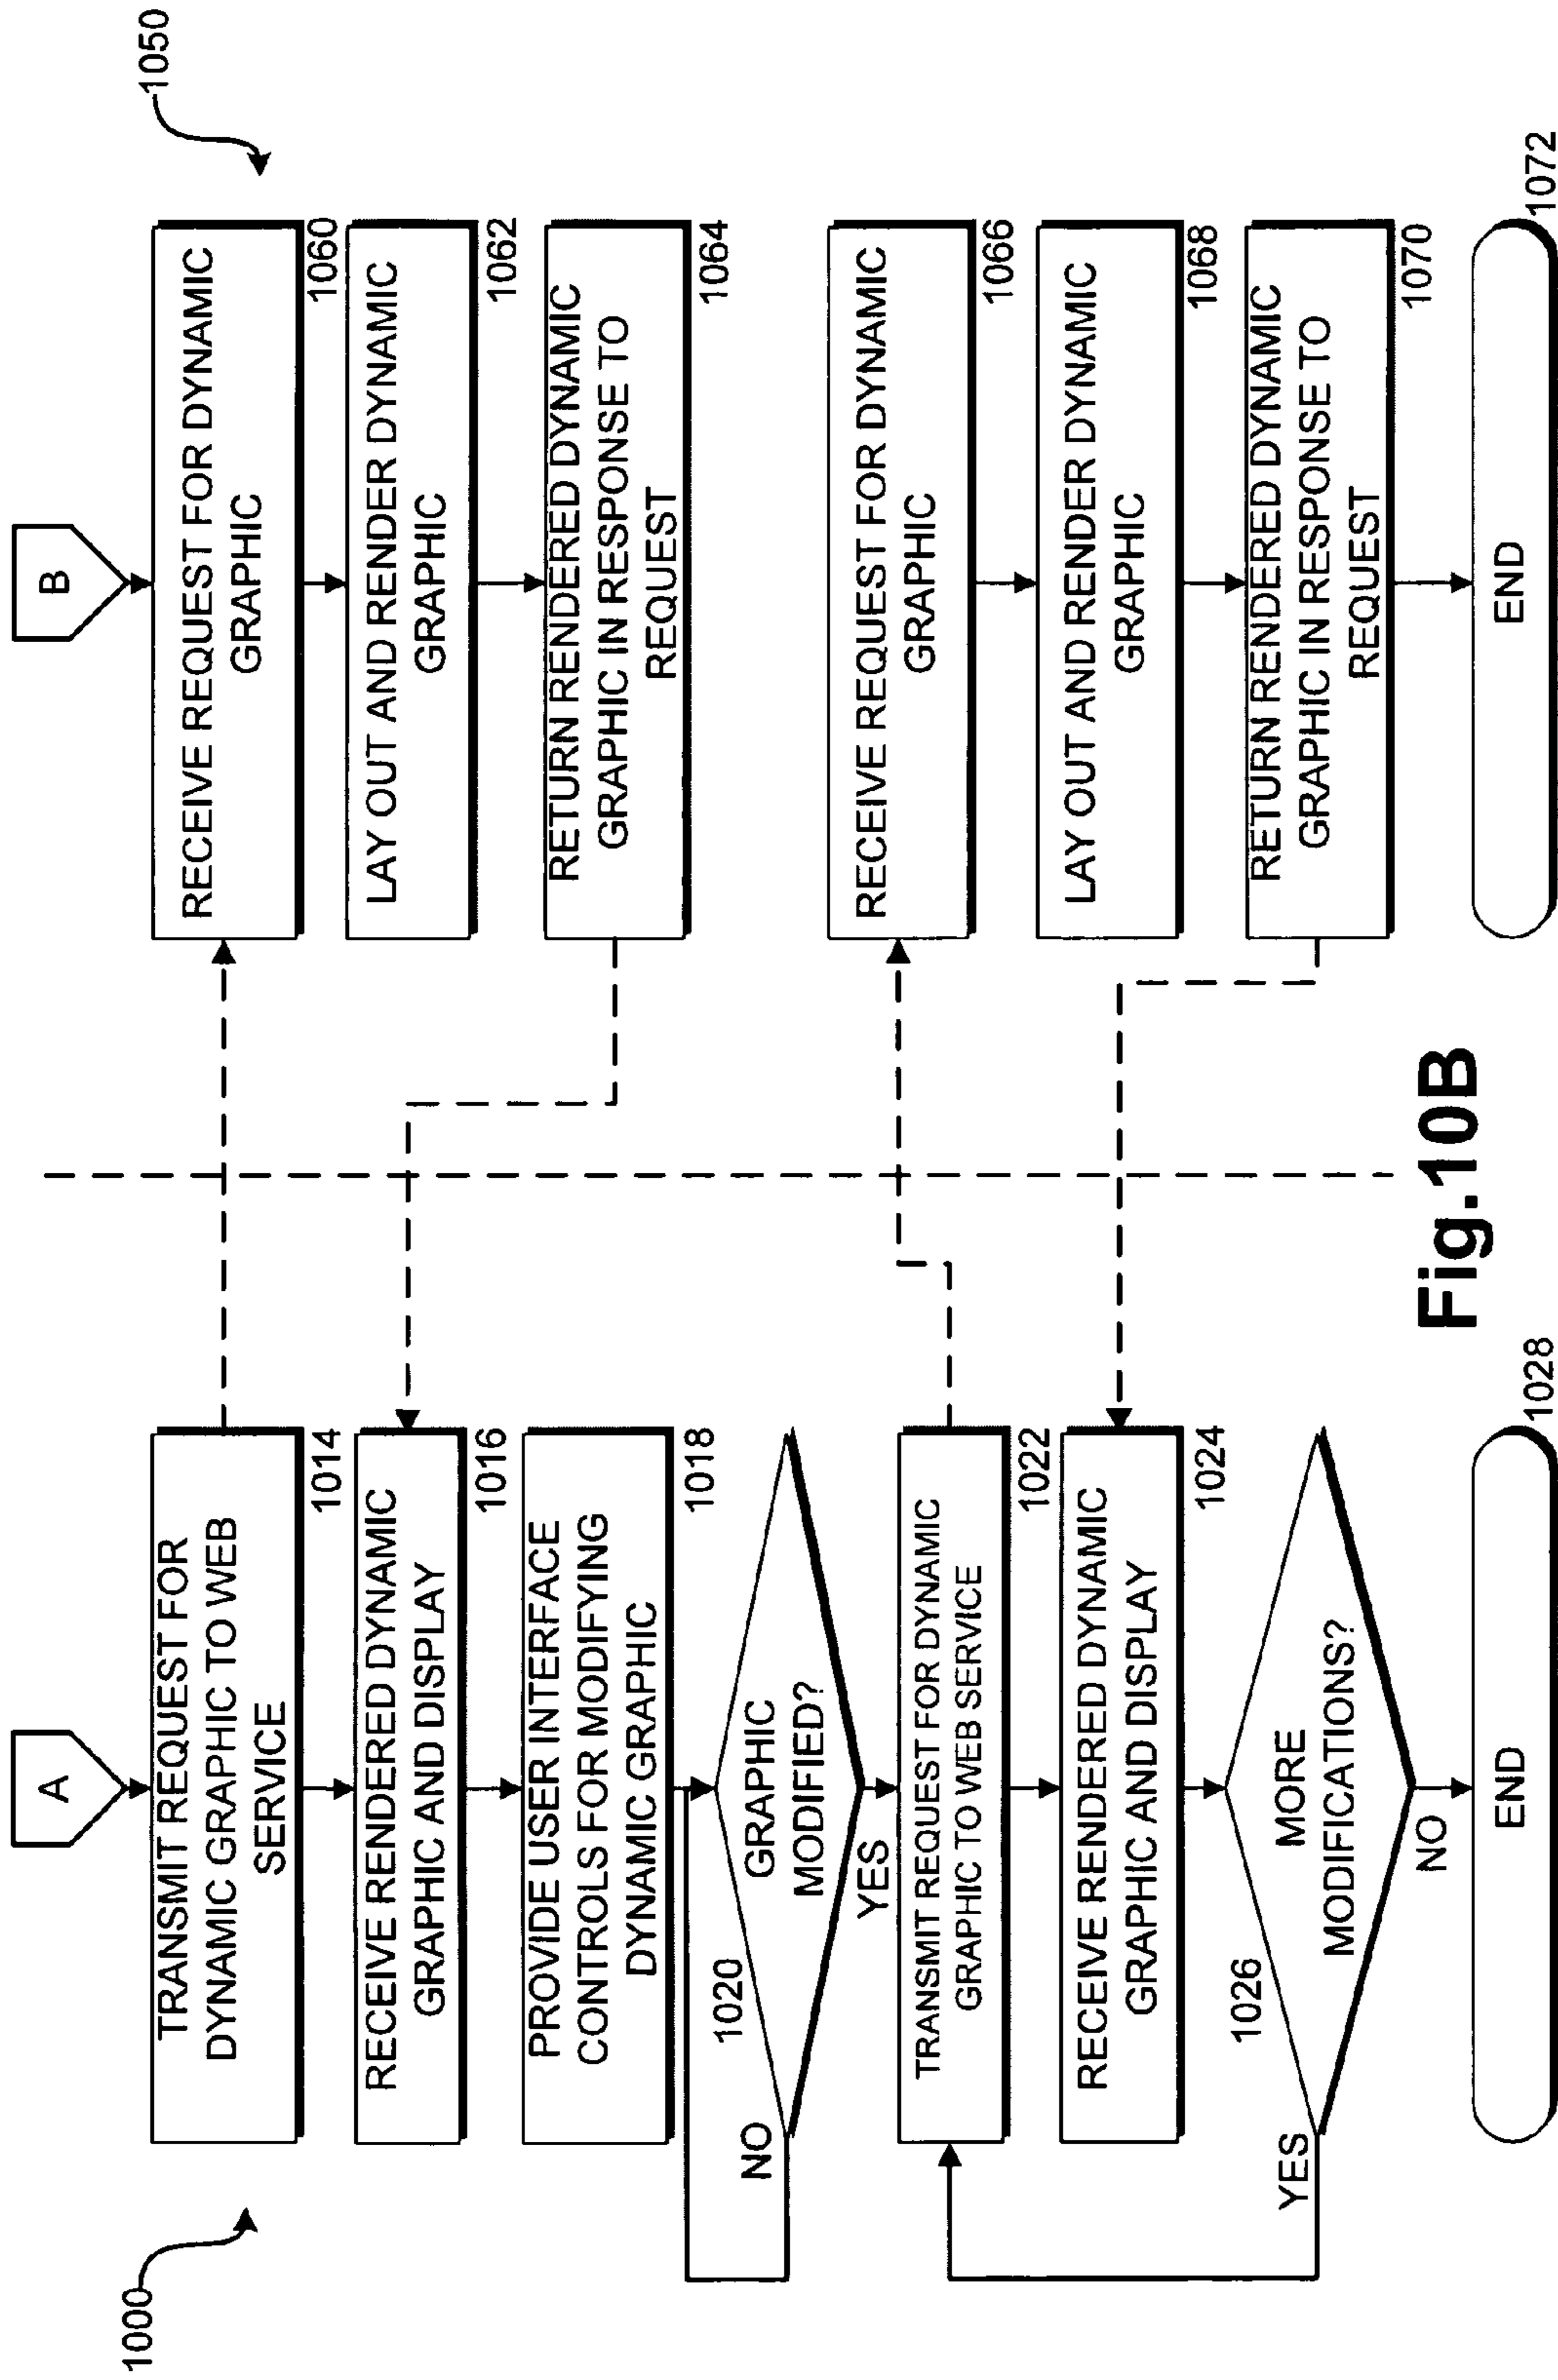 1000
A
TRANSMIT REQUEST FOR
DYNAMIC GRAPHIC TO WEB
SERVICE
1014
RECEIVE RENDERED DYNAMIC
GRAPHIC AND DISPLAY
1016
PROVIDE USER INTERFACE
CONTROLS FOR MODIFYING
DYNAMIC GRAPHIC
1018
1020
GRAPHIC
MODIFIED?
NO
YES
TRANSMIT REQUEST FOR DYNAMIC
GRAPHIC TO WEB SERVICE
1022
RECEIVE RENDERED DYNAMIC
GRAPHIC AND DISPLAY
1024
1026
MORE
MODIFICATIONS?
YES
NO
END
1028
1050
B
RECEIVE REQUEST FOR DYNAMIC
GRAPHIC
1060
LAY OUT AND RENDER DYNAMIC
GRAPHIC
1062
RETURN RENDERED DYNAMIC
GRAPHIC IN RESPONSE TO
REQUEST
1064
RECEIVE REQUEST FOR DYNAMIC
GRAPHIC
1066
LAY OUT AND RENDER DYNAMIC
GRAPHIC
1068
RETURN RENDERED DYNAMIC
GRAPHIC IN RESPONSE TO
REQUEST
1070
END
1072
Fig.10B